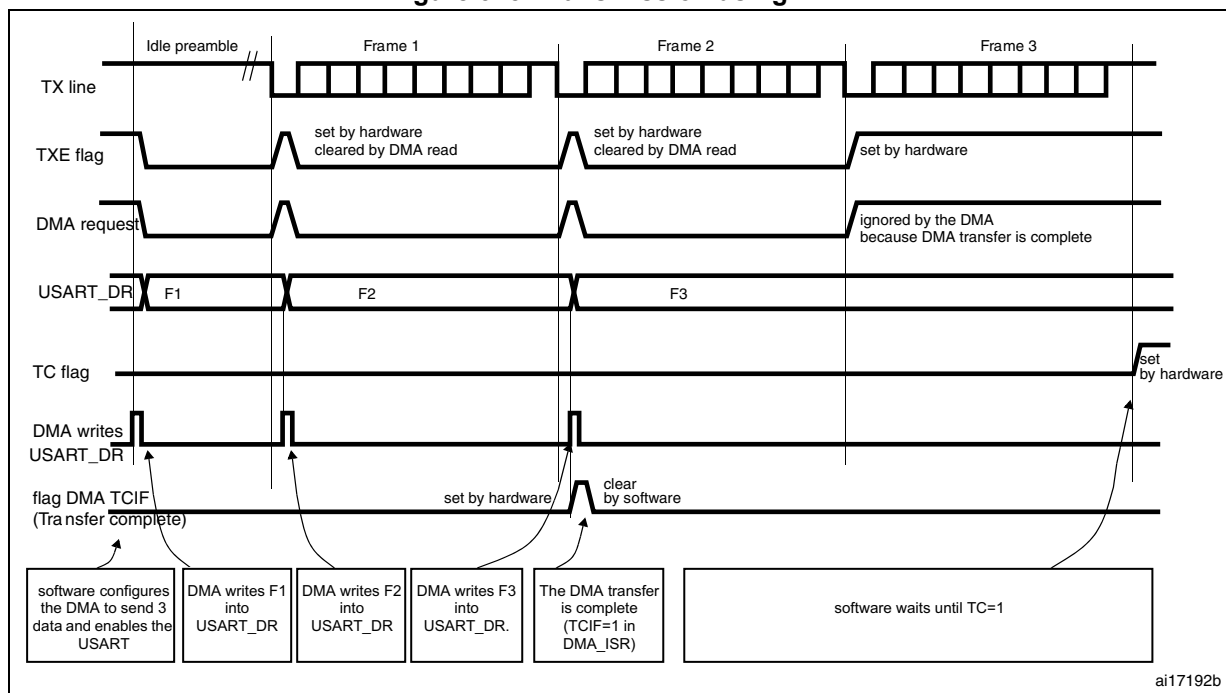 Idle preamble
Frame 1
Frame 2
Frame 3
TX line
TXE flag
set by hardware
cleared by DMA read
set by hardware
cleared by DMA read
set by hardware
DMA request
ignored by the DMA
because DMA transfer is complete
USART_DR
F1
F2
F3
TC flag
set
by hardware
DMA writes
USART_DR
flag DMA TCIF
(Transfer complete)
set by hardware
clear
by software
software configures
the DMA to send 3
data and enables the
USART
DMA writes F1
into
USART_DR
DMA writes F2
into
USART_DR
DMA writes F3
into
USART_DR.
The DMA transfer
is complete
(TCIF=1 in
DMA_ISR)
software waits until TC=1
ai17192b